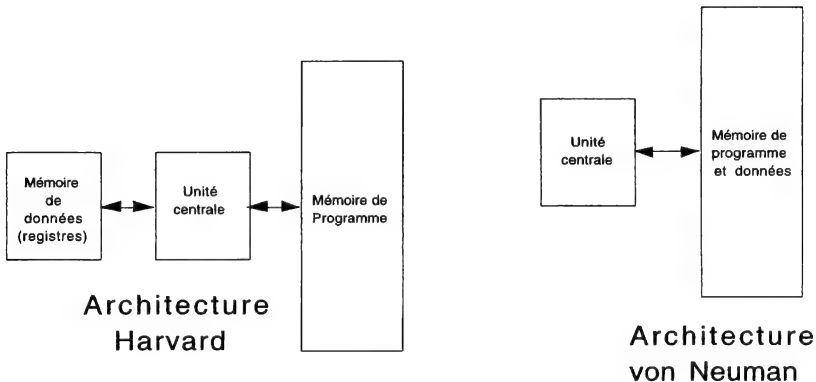 Mémoire
de
données
(registres)
Unité
centrale
Mémoire de
Programme
Architecture
Harvard
Unité
centrale
Mémoire de
programme
et données
Architecture
von Neuman